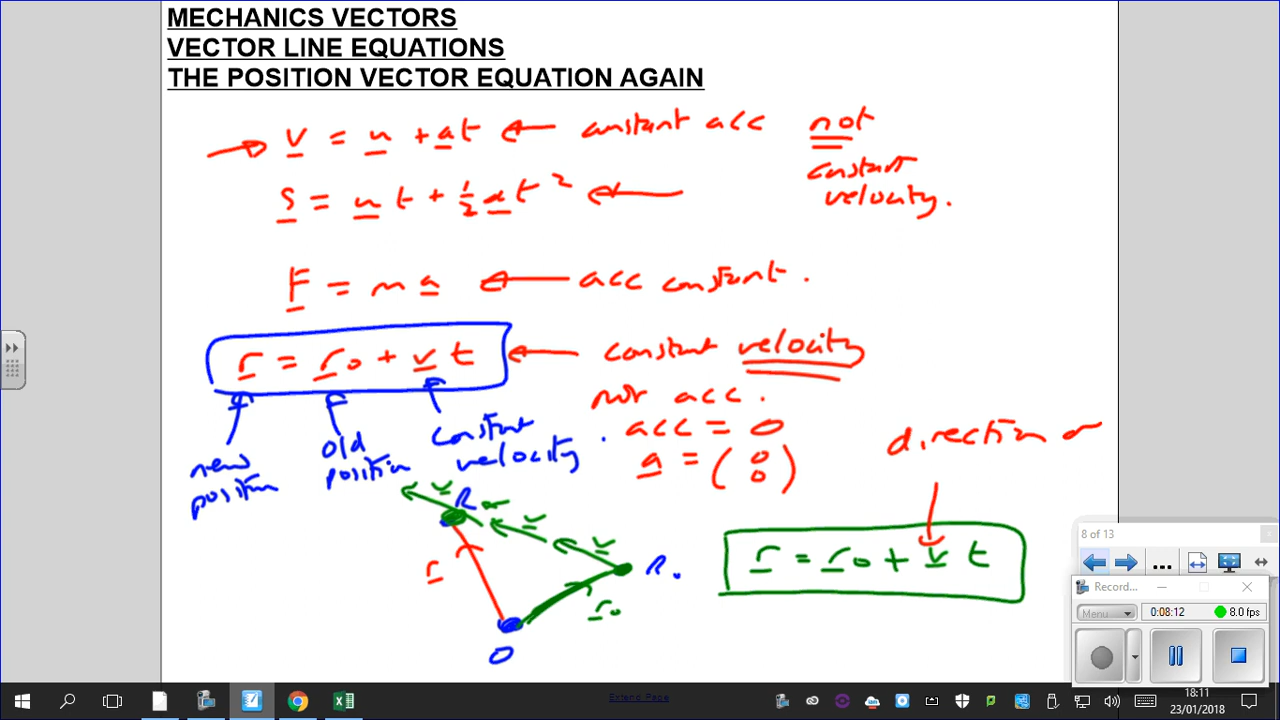 MECHANICS VECTORS
VECTOR LINE EQUATIONS
THE POSITION VECTOR EQUATION AGAIN
v = u + at ← constant acc not
constant
velocity.
s = ut + ½at² ←
F = ma ← acc constant.
r = r₀ + vt ← constant velocity
not acc.
acc = 0
a = (0
0)
new
position
old
position
constant
velocity.
direction
v
R
v
v
r
R₀
r₀
O
r = r₀ + vt
8 of 13
Record...
Menu
0:08:12
8.0 fps
Extend Page
18:11
23/01/2018